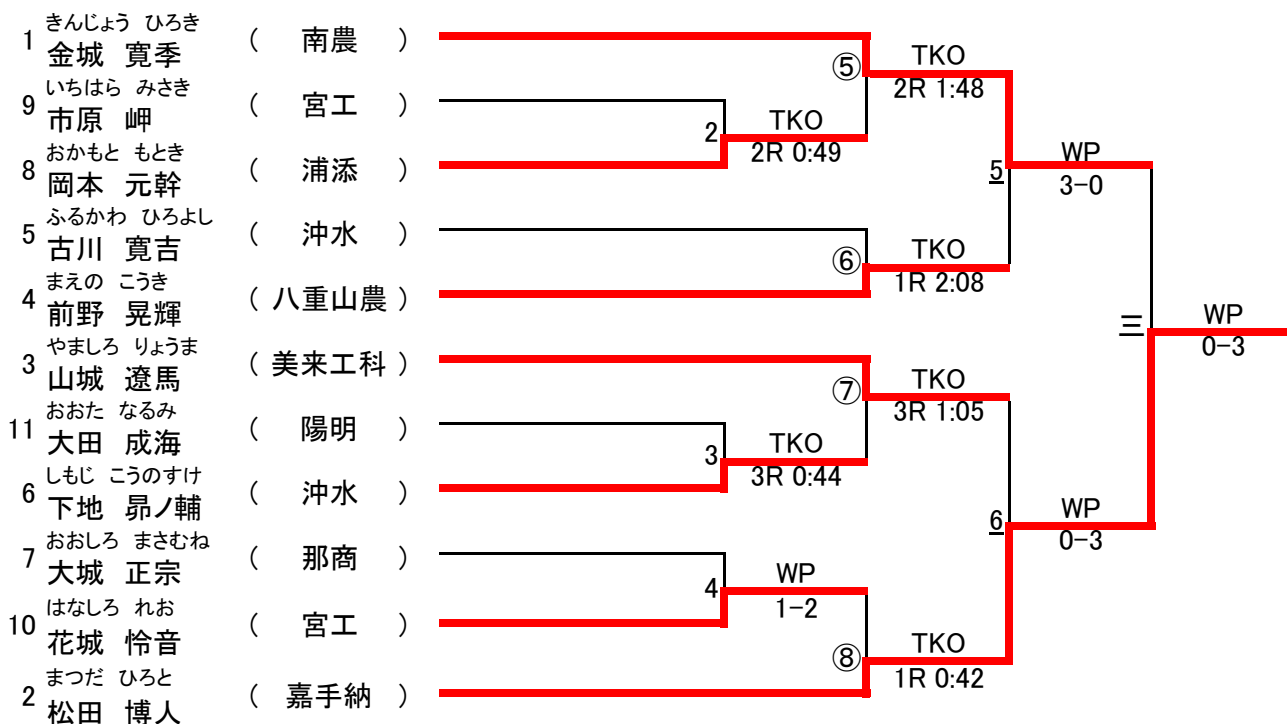 きんじょう ひろき
1 金城 寛季 ( 南農 )
いちはら みさき
9 市原 岬 ( 宮工 )
おかもと もとき
8 岡本 元幹 ( 浦添 )
ふるかわ ひろよし
5 古川 寛吉 ( 沖水 )
まえの こうき
4 前野 晃輝 ( 八重山農 )
やましろ りょうま
3 山城 遼馬 ( 美来工科 )
おおた なるみ
11 大田 成海 ( 陽明 )
しもじ こうのすけ
6 下地 昴ノ輔 ( 沖水 )
おおしろ まさむね
7 大城 正宗 ( 那商 )
はなしろ れお
10 花城 怜音 ( 宮工 )
まつだ ひろと
2 松田 博人 ( 嘉手納 )
2 TKO
2R 0:49
3 TKO
3R 0:44
4 WP
1-2
⑤ TKO
2R 1:48
⑥ TKO
1R 2:08
⑦ TKO
3R 1:05
⑧ TKO
1R 0:42
5 WP
3-0
6 WP
0-3
三 WP
0-3